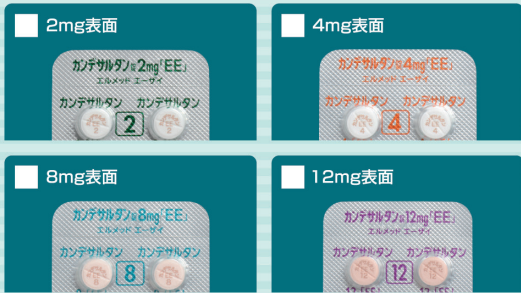 2mg表面
カンデサルタン錠2mg「EE」
エルメッド エーザイ
カンデサルタン カンデサルタン
2
4mg表面
カンデサルタン錠4mg「EE」
エルメッド エーザイ
カンデサルタン カンデサルタン
4
8mg表面
カンデサルタン錠8mg「EE」
エルメッド エーザイ
カンデサルタン カンデサルタン
8
12mg表面
カンデサルタン錠12mg「EE」
エルメッド エーザイ
カンデサルタン カンデサルタン
12